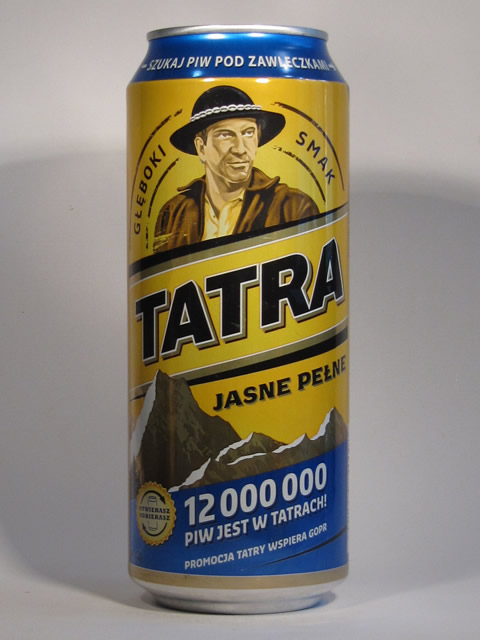 SZUKAJ PIW POD ZAWLECZKAMI
GŁĘBOKI SMAK
TATRA
JASNE PEŁNE
12 000 000
PIW JEST W TATRACH!
PROMOCJA TATRY WSPIERA GOPR